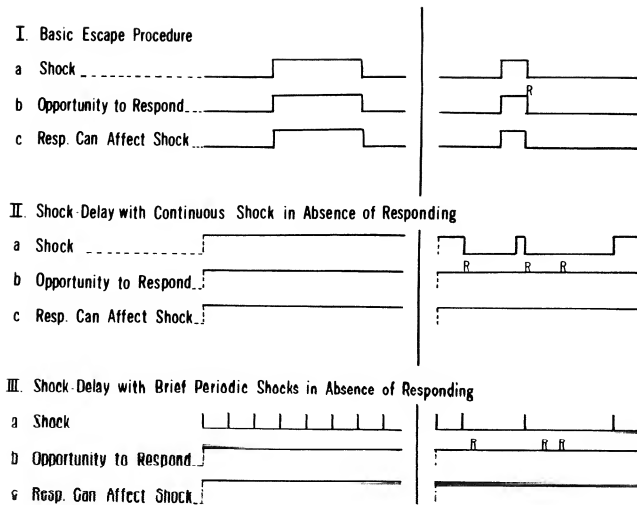 I. Basic Escape Procedure
a Shock
R
b Opportunity to Respond
c Resp. Can Affect Shock
II. Shock-Delay with Continuous Shock in Absence of Responding
a Shock
R R R
b Opportunity to Respond
c Resp. Can Affect Shock
III. Shock-Delay with Brief Periodic Shocks in Absence of Responding
a Shock
R R R
b Opportunity to Respond
c Resp. Can Affect Shock